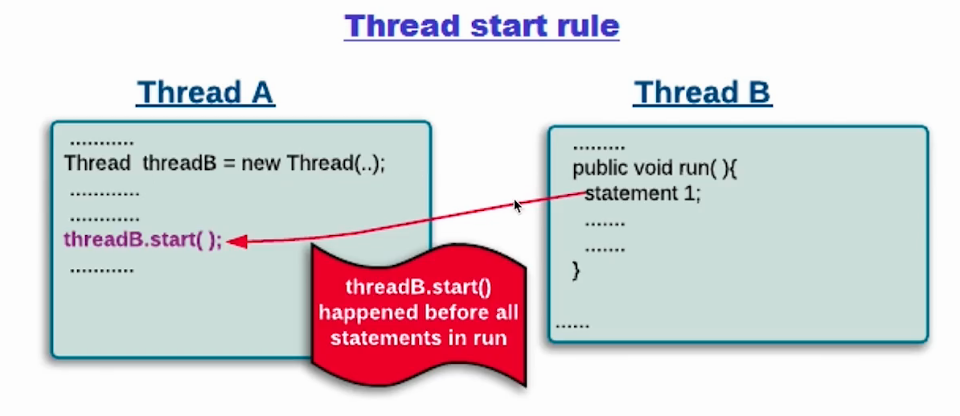 Thread start rule
Thread A
...........
Thread threadB = new Thread(..);
............
............
threadB.start( );
...........
Thread B
.........
public void run( ){
statement 1;
.......
.......
}
......
threadB.start()
happened before all
statements in run